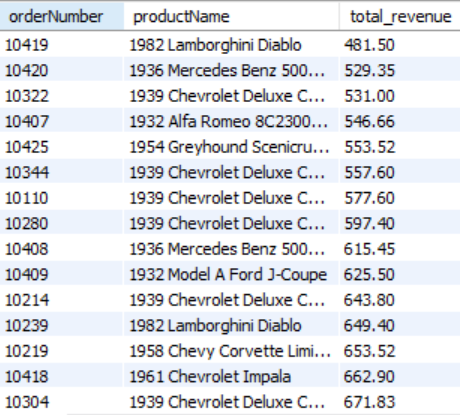 orderNumber productName total_revenue
10419 1982 Lamborghini Diablo 481.50
10420 1936 Mercedes Benz 500... 529.35
10322 1939 Chevrolet Deluxe C... 531.00
10407 1932 Alfa Romeo 8C2300... 546.66
10425 1954 Greyhound Scenicru... 553.52
10344 1939 Chevrolet Deluxe C... 557.60
10110 1939 Chevrolet Deluxe C... 577.60
10280 1939 Chevrolet Deluxe C... 597.40
10408 1936 Mercedes Benz 500... 615.45
10409 1932 Model A Ford J-Coupe 625.50
10214 1939 Chevrolet Deluxe C... 643.80
10239 1982 Lamborghini Diablo 649.40
10219 1958 Chevy Corvette Limi... 653.52
10418 1961 Chevrolet Impala 662.90
10304 1939 Chevrolet Deluxe C... 671.83